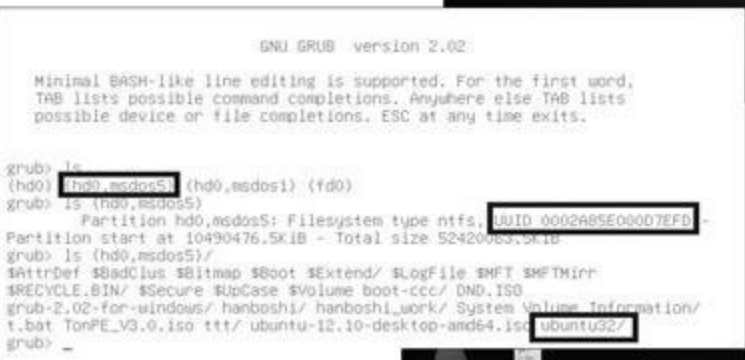 GNU GRUB version 2.02
Minimal BASH-like line editing is supported. For the first word,
TAB lists possible command completions. Anywhere else TAB lists
possible device or file completions. ESC at any time exits.
grub> ls
(hd0) (hd0,msdos5) (hd0,msdos1) (fd0)
grub> ls (hd0,msdos5)
Partition hd0,msdos5: Filesystem type ntfs, UUID 0002A85E000D7EFD -
Partition start at 10490476.5KiB - Total size 52420063.5KiB
grub> ls (hd0,msdos5)/
$AttrDef $BadClus $Bitmap $Boot $Extend/ $LogFile $MFT $MFTMirr
$RECYCLE.BIN/ $Secure $UpCase $Volume boot-ccc/ DND.ISO
grub-2.02-for-windows/ hanboshi/ hanboshi_work/ System Volume Information/
t.bat TonPE_V3.0.iso ttt/ ubuntu-12.10-desktop-amd64.iso ubuntu32/
grub> _